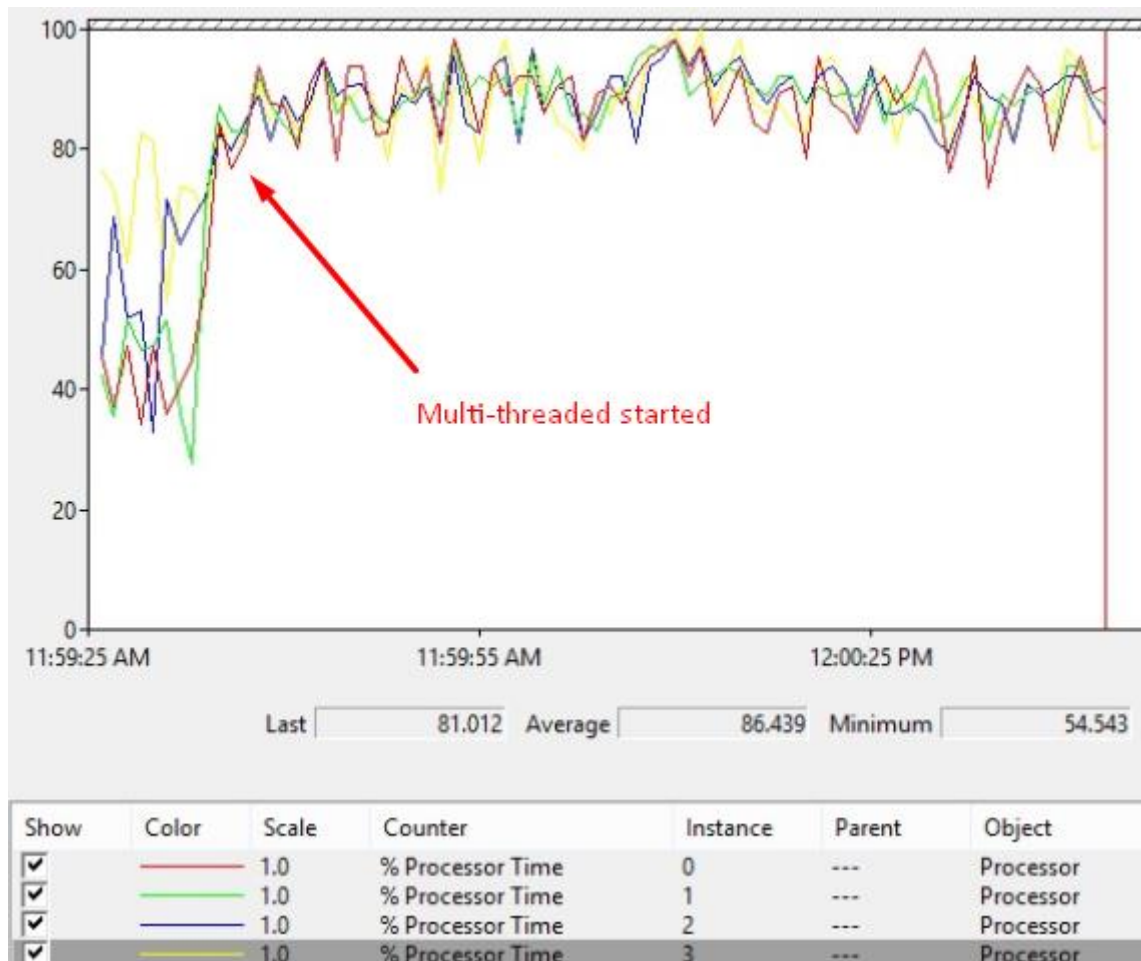 100
80
60
40
20
0
Multi-threaded started
11:59:25 AM 11:59:55 AM 12:00:25 PM
Last 81.012 Average 86.439 Minimum 54.543
Show Color Scale Counter Instance Parent Object
1.0 % Processor Time 0 --- Processor
1.0 % Processor Time 1 --- Processor
1.0 % Processor Time 2 --- Processor
1.0 % Processor Time 3 --- Processor